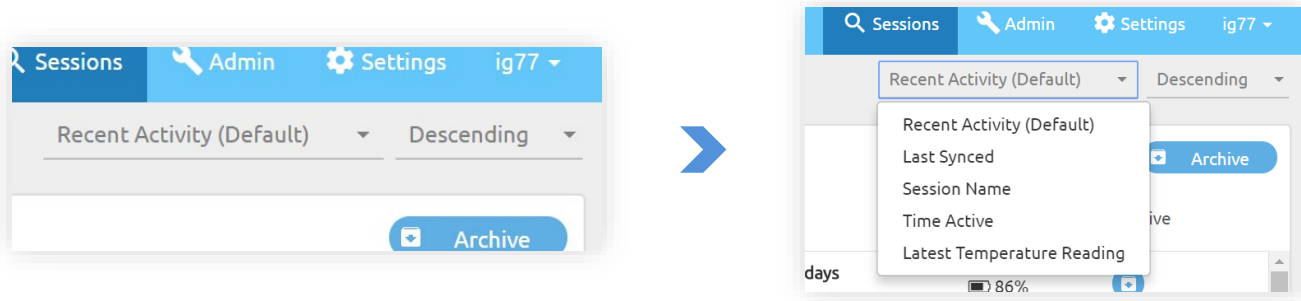 Sessions Admin Settings ig77
Recent Activity (Default) Descending
Archive
Sessions Admin Settings ig77
Recent Activity (Default) Descending
Recent Activity (Default)
Last Synced
Archive
Session Name
Time Active
ive
Latest Temperature Reading
days
86%